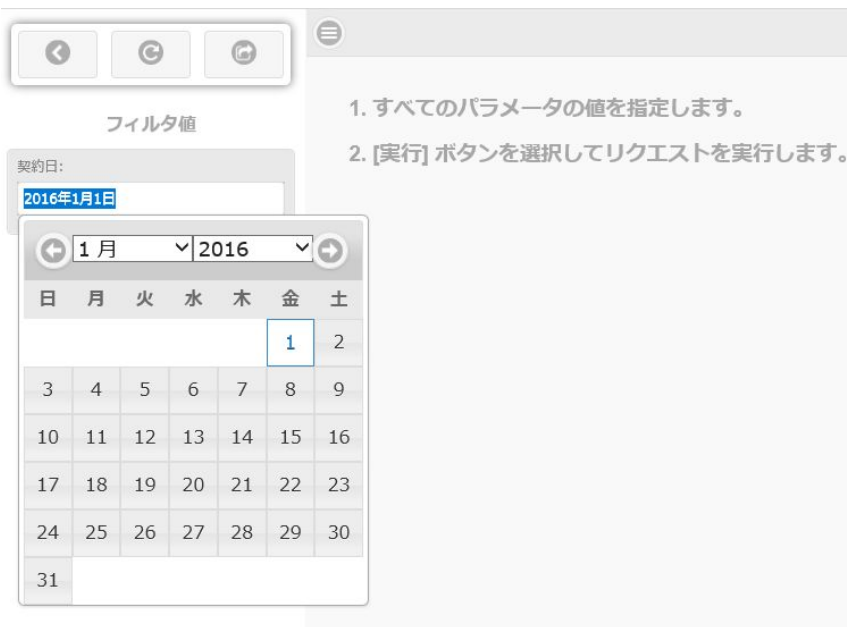 フィルタ値
契約日:
2016年1月1日
1 月 2016
日 月 火 水 木 金 土
1 2
3 4 5 6 7 8 9
10 11 12 13 14 15 16
17 18 19 20 21 22 23
24 25 26 27 28 29 30
31
1. すべてのパラメータの値を指定します。
2. [実行] ボタンを選択してリクエストを実行します。